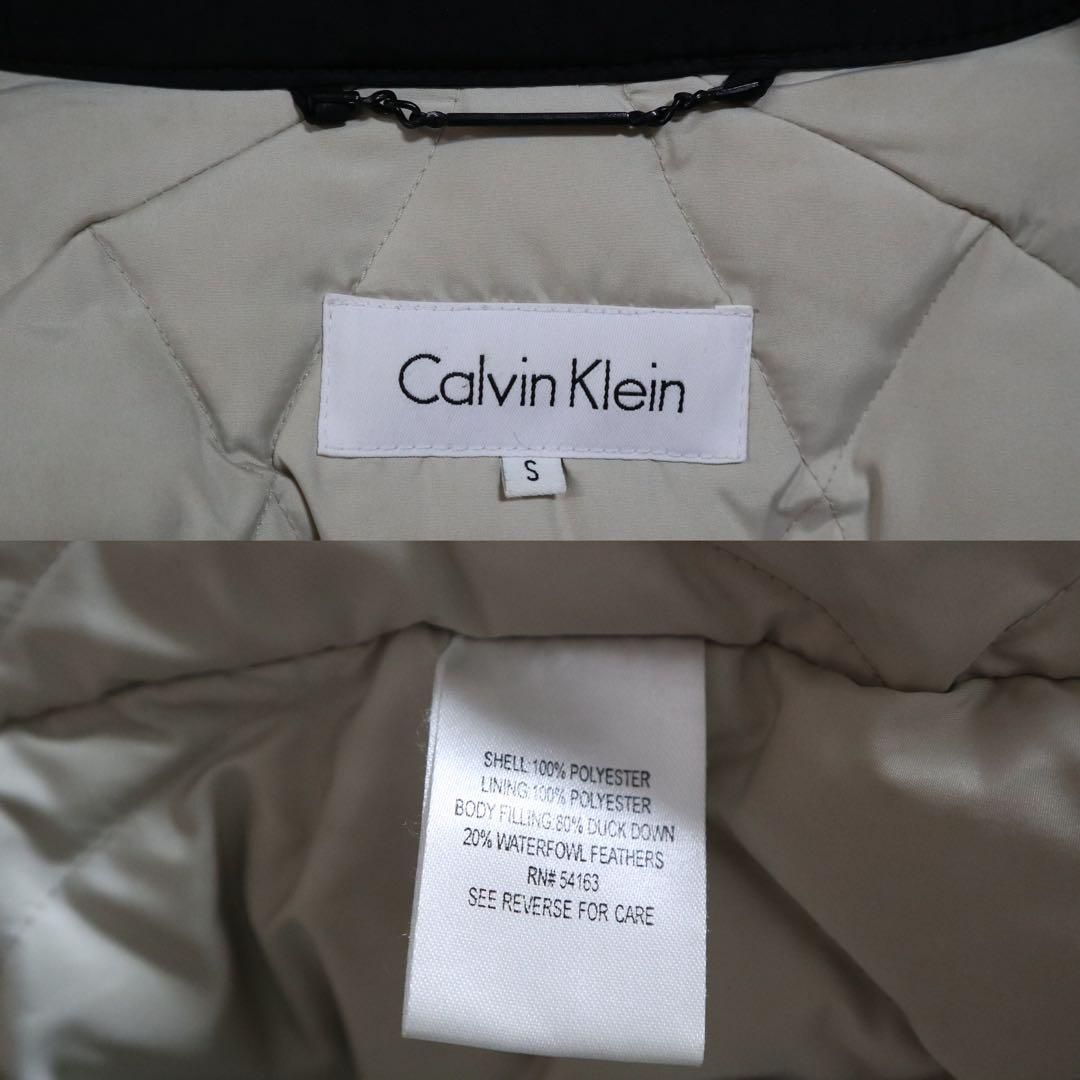 Calvin Klein
S
SHELL:100% POLYESTER
LINING:100% POLYESTER
BODY FILLING:80% DUCK DOWN
20% WATERFOWL FEATHERS
RN# 54163
SEE REVERSE FOR CARE